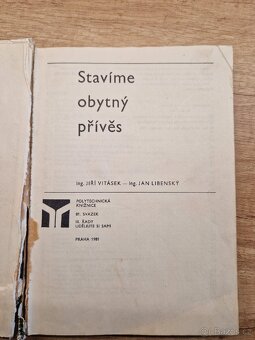 Stavíme
obytný
přívěs
Ing. JIŘÍ VITÁSEK — Ing. JAN LIBENSKÝ
POLYTECHNICKÁ
KNIŽNICE
81. SVAZEK
III. ŘADY
UDĚLEJTE SI SAMI
PRAHA 1981